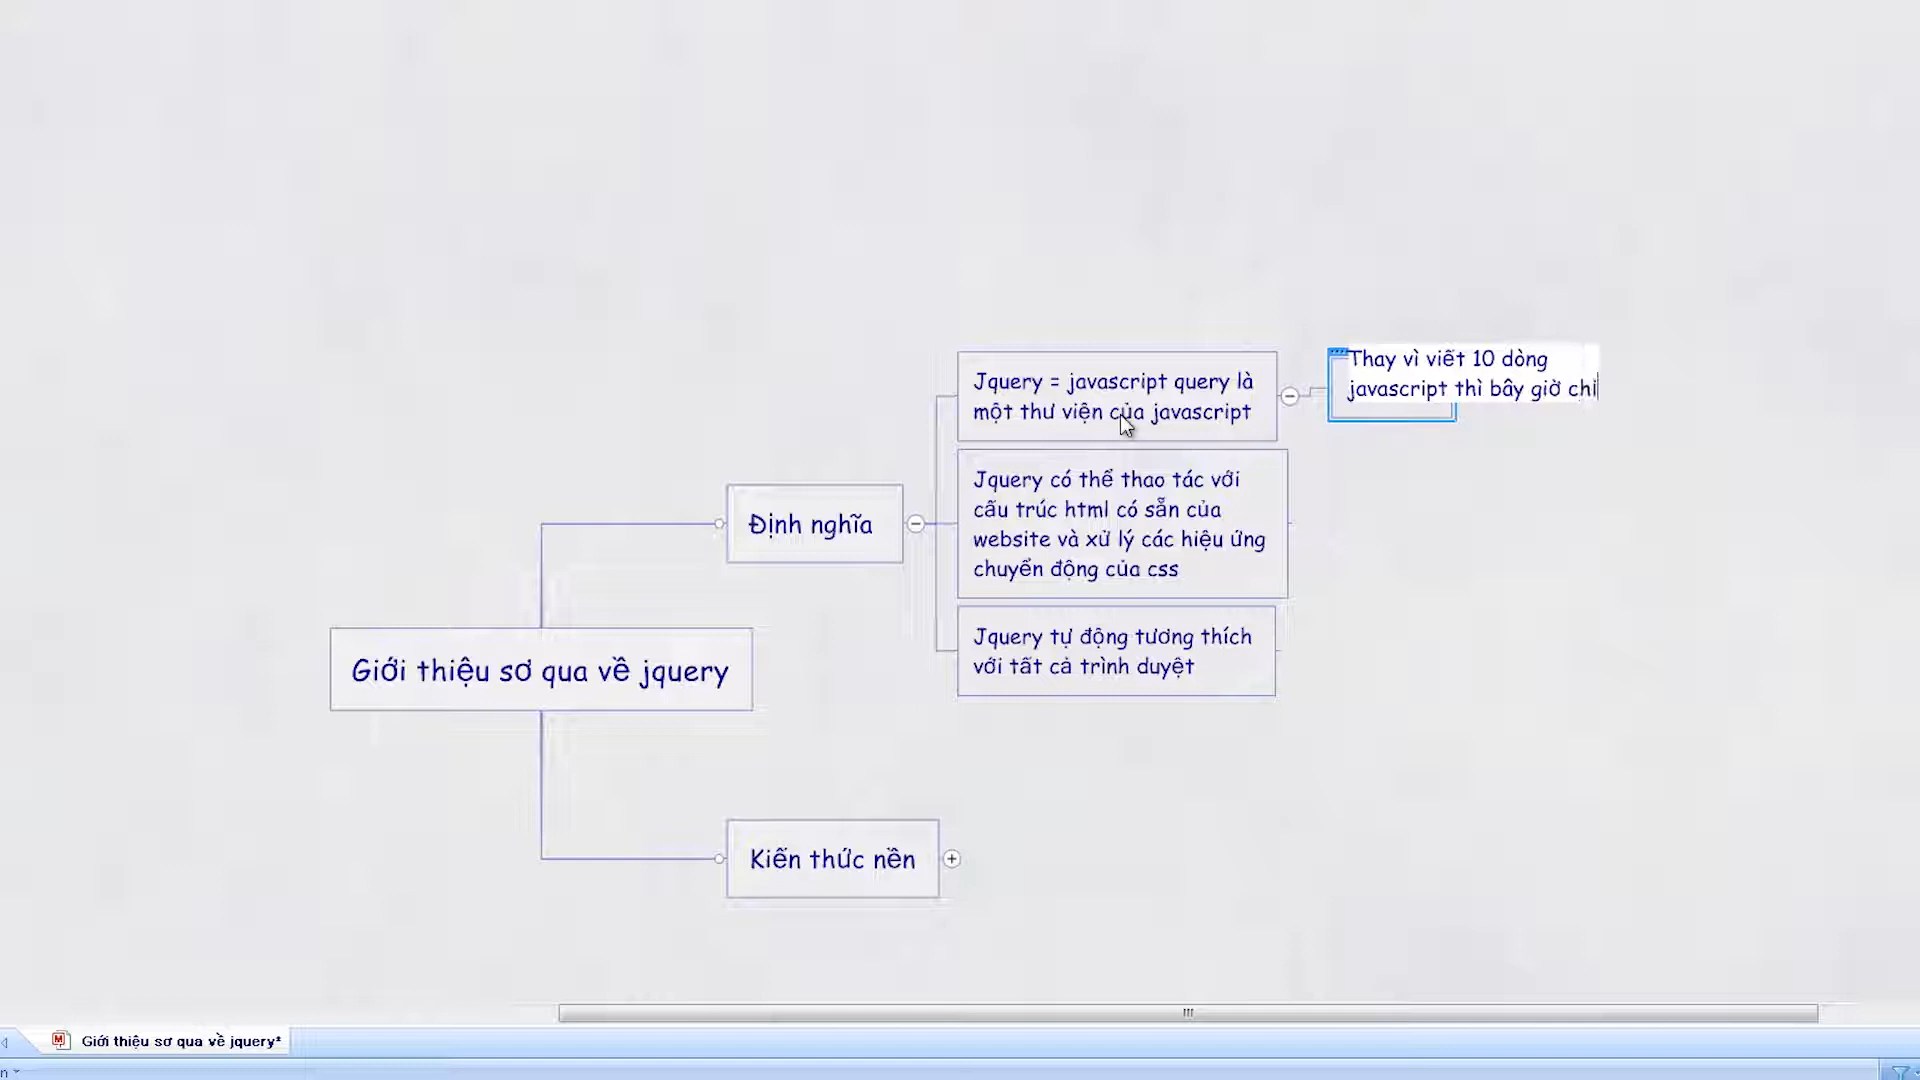 Thay vì viết 10 dòng
javascript thì bây giờ chỉ
Jquery = javascript query là
một thư viện của javascript
Jquery có thể thao tác với
cấu trúc html có sẵn của
website và xử lý các hiệu ứng
chuyển động của css
Định nghĩa
Jquery tự động tương thích
với tất cả trình duyệt
Giới thiệu sơ qua về jquery
Kiến thức nền
Giới thiệu sơ qua về jquery*